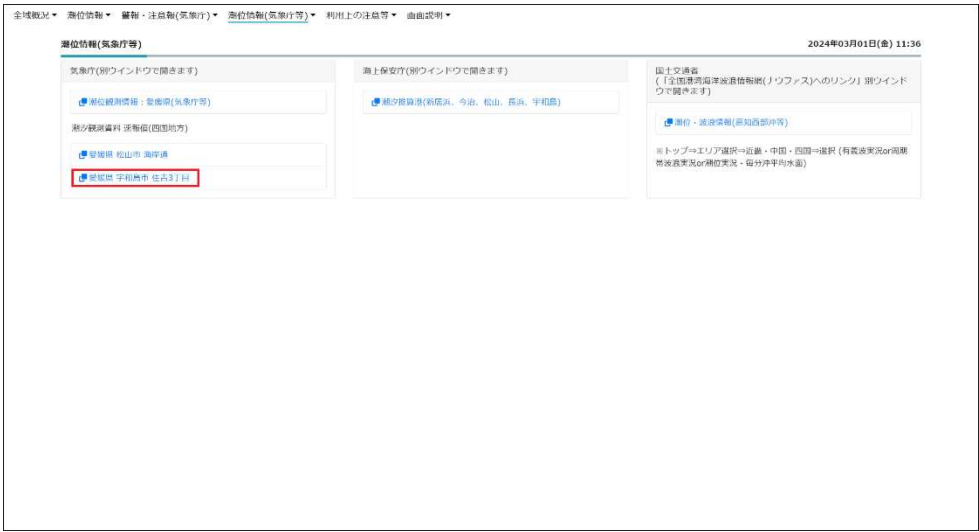 全域概況▼ 潮位情報▼ 警報・注意報(気象庁)▼ 潮位情報(気象庁等)▼ 利用上の注意等▼ 画面説明▼
潮位情報(気象庁等)
2024年03月01日(金) 11:36
気象庁(別ウインドウで開きます)
潮位観測情報:愛媛県(気象庁等)
潮汐観測資料 速報値(四国地方)
愛媛県 松山市 海岸通
愛媛県 宇和島市 住吉3丁目
海上保安庁(別ウインドウで開きます)
潮汐推算港(新居浜、今治、松山、長浜、宇和島)
国土交通省
(「全国港湾海洋波浪情報網(ナウファス)へのリンク」別ウインド
ウで開きます)
潮位・波浪情報(高知西部沖等)
※トップ⇒エリア選択⇒近畿・中国・四国⇒選択 (有義波実況or周期
帯波浪実況or潮位実況・毎分沖平均水面)